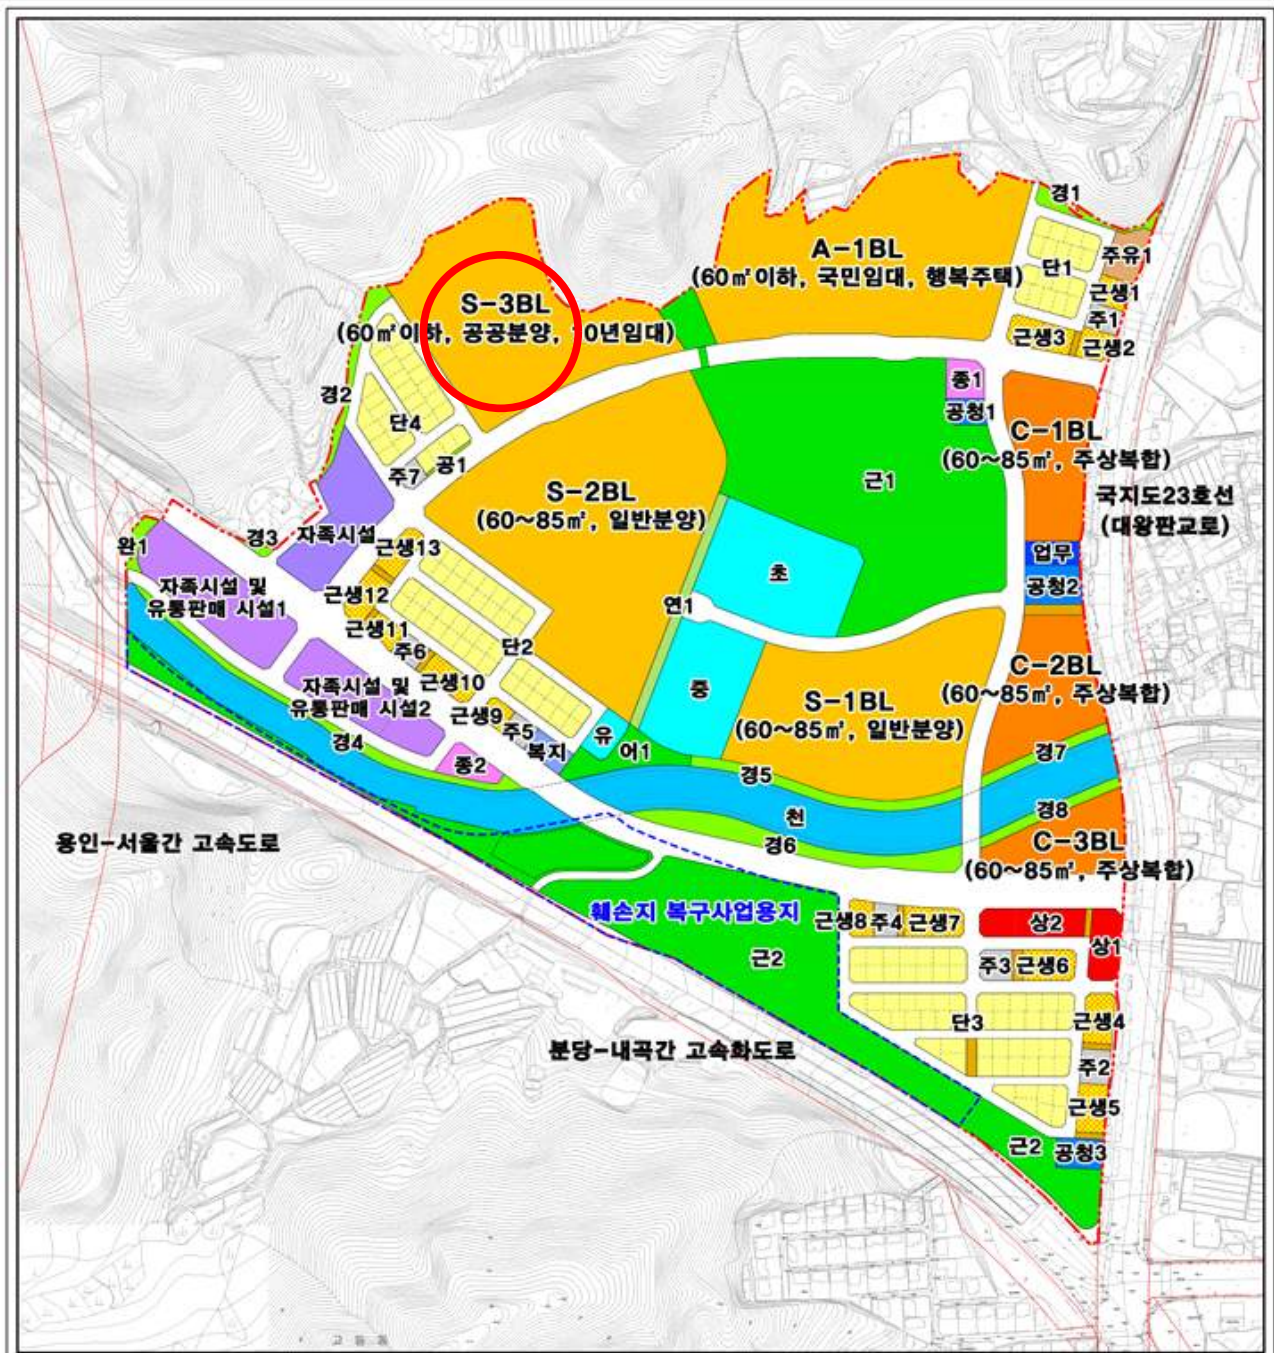 경1
A-1BL
(60㎡이하, 국민임대, 행복주택)
단1
주유1
근생1
주1
근생3
근생2
S-3BL
(60㎡이하, 공공분양, 10년임대)
경2
단4
종1
공청1
C-1BL
(60~85㎡, 주상복합)
주7
공1
근1
S-2BL
(60~85㎡, 일반분양)
국지도23호선
(대왕판교로)
완1
경3
자족시설
근생13
업무
초
공청2
자족시설 및
유통판매 시설1
근생12
연1
근생11
주6
단2
C-2BL
(60~85㎡, 주상복합)
근생10
중
S-1BL
(60~85㎡, 일반분양)
자족시설 및
유통판매 시설2
근생9
주5
복지
유
어1
경4
종2
경5
경7
천
경8
경6
용인-서울간 고속도로
C-3BL
(60~85㎡, 주상복합)
훼손지 복구사업용지
근생8
주4
근생7
상2
상1
근2
주3
근생6
단3
근생4
분당-내곡간 고속화도로
주2
근생5
근2
공청3
고등동